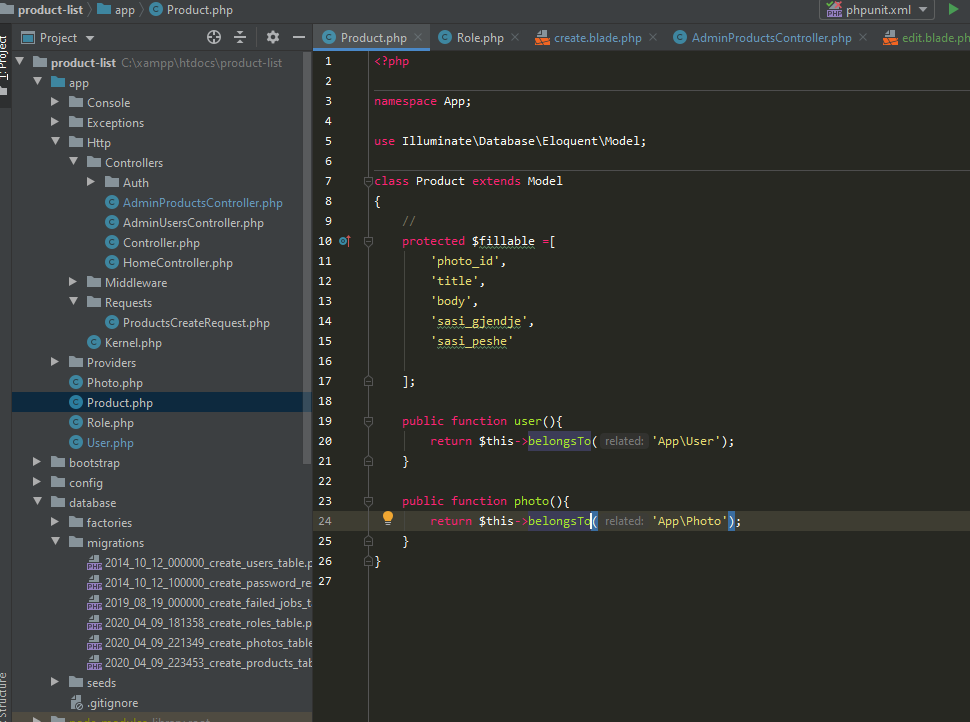 product-list
app
Product.php
phpunit.xml
Project
Product.php
Role.php
create.blade.php
AdminProductsController.php
edit.blade.ph
1: Project
product-list C:\xampp\htdocs\product-list
app
Console
Exceptions
Http
Controllers
Auth
AdminProductsController.php
AdminUsersController.php
Controller.php
HomeController.php
Middleware
Requests
ProductsCreateRequest.php
Kernel.php
Providers
Photo.php
Product.php
Role.php
User.php
bootstrap
config
database
factories
migrations
2014_10_12_000000_create_users_table.p
2014_10_12_100000_create_password_re
2019_08_19_000000_create_failed_jobs_t
2020_04_09_181358_create_roles_table.p
2020_04_09_221349_create_photos_table
2020_04_09_223453_create_products_tab
seeds
.gitignore
node_modules library root
Structure
1 <?php
2
3 namespace App;
4
5 use Illuminate\Database\Eloquent\Model;
6
7 class Product extends Model
8 {
9 //
10 protected $fillable =[
11 'photo_id',
12 'title',
13 'body',
14 'sasi_gjendje',
15 'sasi_peshe'
16
17 ];
18
19 public function user(){
20 return $this->belongsTo( related: 'App\User');
21 }
22
23 public function photo(){
24 return $this->belongsTo( related: 'App\Photo');
25 }
26 }
27